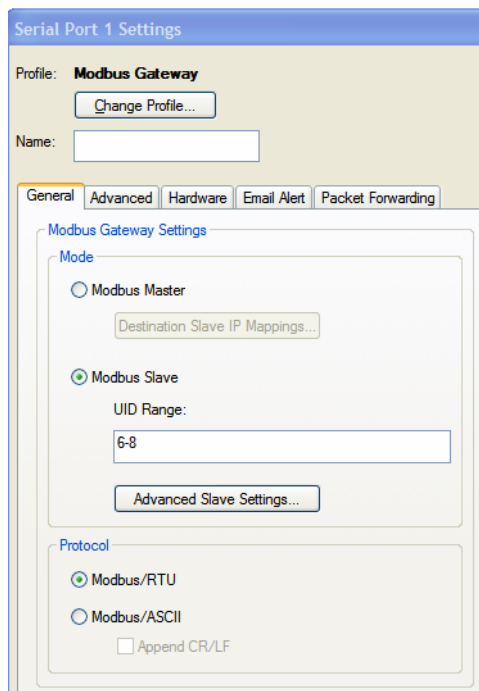 Serial Port 1 Settings
Profile: Modbus Gateway
Change Profile...
Name:
General Advanced Hardware Email Alert Packet Forwarding
Modbus Gateway Settings
Mode
Modbus Master
Destination Slave IP Mappings...
Modbus Slave
UID Range:
6-8
Advanced Slave Settings...
Protocol
Modbus/RTU
Modbus/ASCII
Append CR/LF